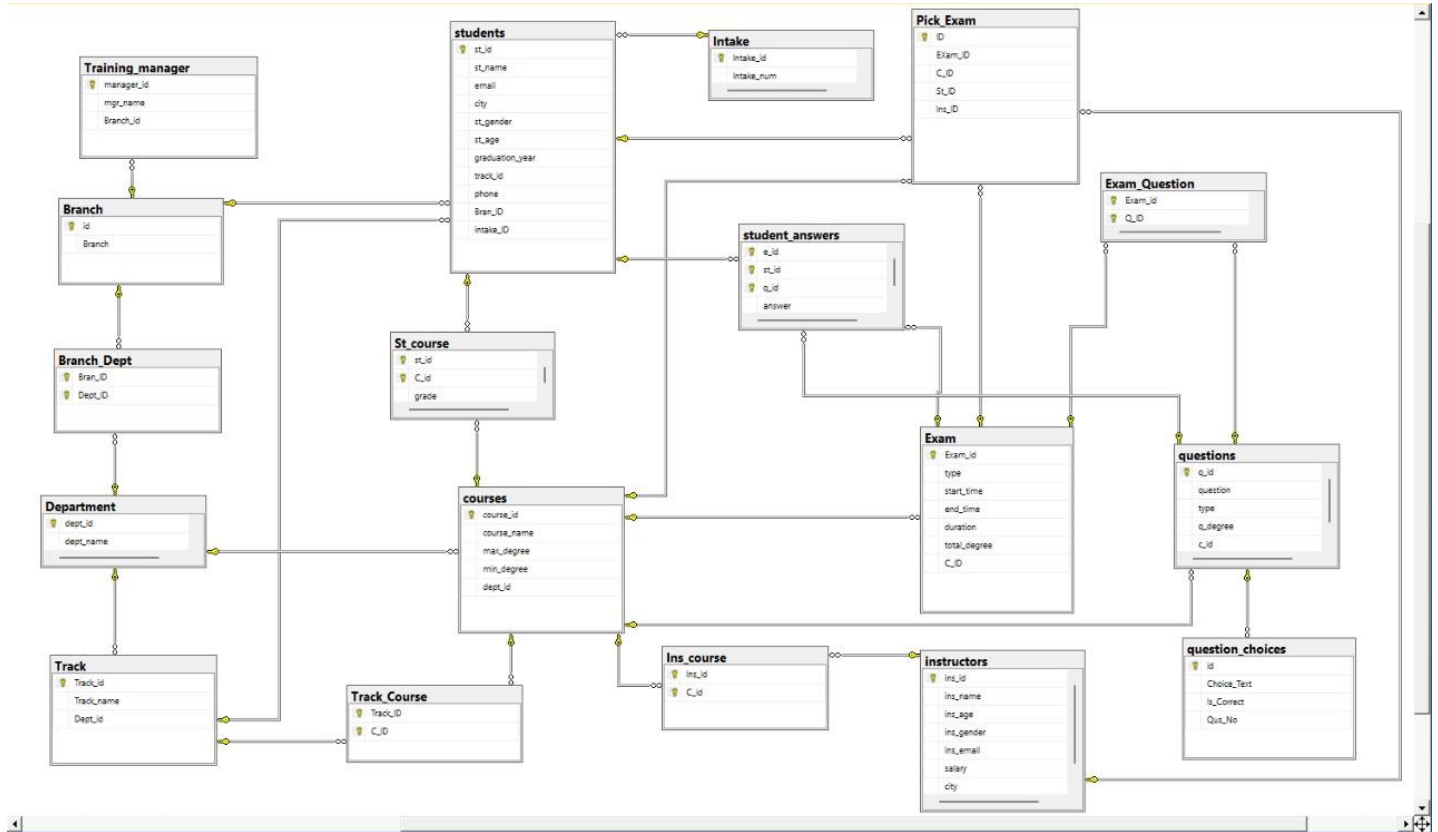 Training_manager
manager_id
mgr_name
Branch_id
students
st_id
st_name
email
city
st_gender
st_age
graduation_year
track_id
phone
Bran_ID
intake_ID
Intake
Intake_id
Intake_num
Pick_Exam
ID
EXam_ID
C_ID
St_ID
Ins_ID
Branch
id
Branch
student_answers
e_id
st_id
q_id
answer
Exam_Question
Exam_id
Q_ID
Branch_Dept
Bran_ID
Dept_ID
St_course
st_id
C_id
grade
Department
dept_id
dept_name
courses
course_id
course_name
max_degree
min_degree
dept_id
Exam
Exam_id
type
start_time
end_time
duration
total_degree
C_ID
questions
q_id
question
type
q_degree
c_id
Track
Track_id
Track_name
Dept_id
Track_Course
Track_ID
C_ID
Ins_course
Ins_id
C_id
instructors
ins_id
ins_name
ins_age
ins_gender
ins_email
salary
city
question_choices
id
Choice_Text
Is_Correct
Qus_No